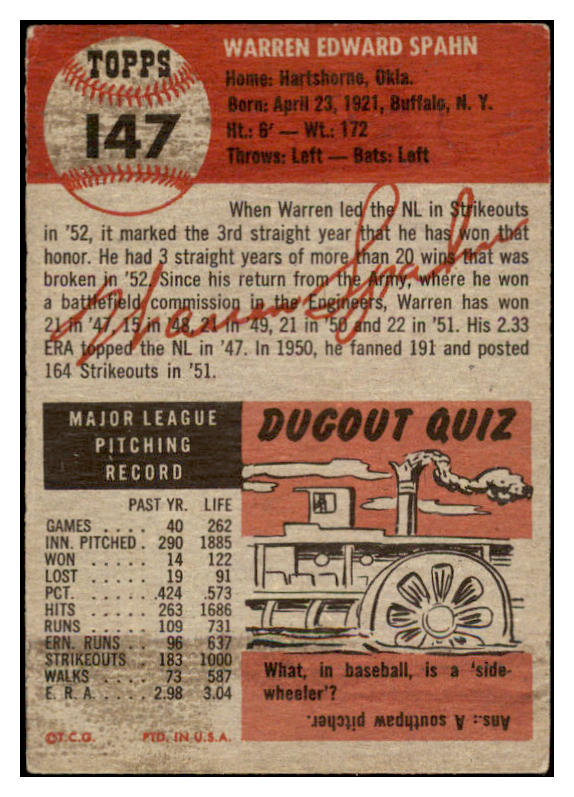 TOPPS
147
WARREN EDWARD SPAHN
Home: Hartshorne, Okla.
Born: April 23, 1921, Buffalo, N. Y.
Ht.: 6' — Wt.: 172
Throws: Left — Bats: Left
When Warren led the NL in Strikeouts
in '52, it marked the 3rd straight year that he has won that
honor. He had 3 straight years of more than 20 wins that was
broken in '52. Since his return from the Army, where he won
a battlefield commission in the Engineers, Warren has won
21 in '47, 15 in '48, 21 in '49, 21 in '50 and 22 in '51. His 2.33
ERA topped the NL in '47. In 1950, he fanned 191 and posted
164 Strikeouts in '51.
Warren Spahn
MAJOR LEAGUE
PITCHING
RECORD
PAST YR. LIFE
GAMES . . . . 40 262
INN. PITCHED . 290 1885
WON . . . . . 14 122
LOST . . . . . 19 91
PCT. . . . . . .424 .573
HITS . . . . . 263 1686
RUNS . . . . . 109 731
ERN. RUNS . . 96 637
STRIKEOUTS . 183 1000
WALKS . . . . 73 587
E. R. A. . . . . 2.98 3.04
©T.C.G. PTD. IN U.S.A.
DUGOUT QUIZ
What, in baseball, is a 'side-
wheeler'?
Ans.: A southpaw pitcher.